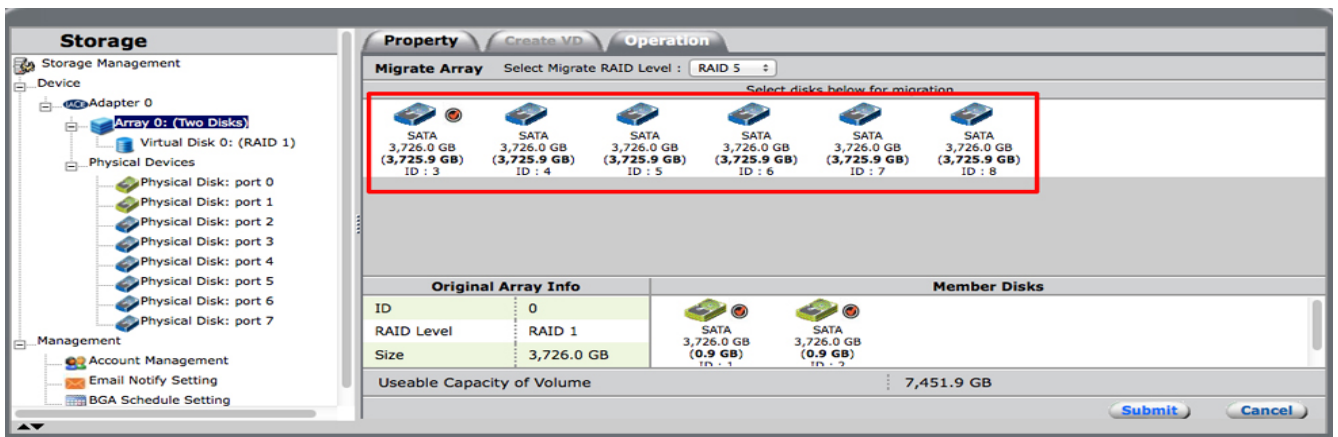 Storage
Storage Management
Device
Adapter 0
Array 0: (Two Disks)
Virtual Disk 0: (RAID 1)
Physical Devices
Physical Disk: port 0
Physical Disk: port 1
Physical Disk: port 2
Physical Disk: port 3
Physical Disk: port 4
Physical Disk: port 5
Physical Disk: port 6
Physical Disk: port 7
Management
Account Management
Email Notify Setting
BGA Schedule Setting
Property Create VD Operation
Migrate Array Select Migrate RAID Level : RAID 5
Select disks below for migration
SATA SATA SATA SATA SATA SATA
3,726.0 GB 3,726.0 GB 3,726.0 GB 3,726.0 GB 3,726.0 GB 3,726.0 GB
(3,725.9 GB) (3,725.9 GB) (3,725.9 GB) (3,725.9 GB) (3,725.9 GB) (3,725.9 GB)
ID : 3 ID : 4 ID : 5 ID : 6 ID : 7 ID : 8
Original Array Info
ID 0
RAID Level RAID 1
Size 3,726.0 GB
Member Disks
SATA SATA
3,726.0 GB 3,726.0 GB
(0.9 GB) (0.9 GB)
ID : 1 ID : 2
Useable Capacity of Volume 7,451.9 GB
Submit Cancel